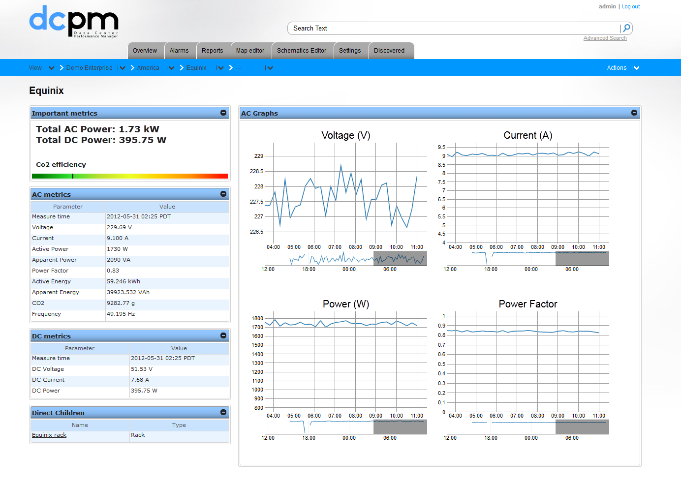 admin | Logout
dcpm
Data Center
Performance Manager
Search Text
Advanced Search
Overview Alarms Reports Map editor Schematics Editor Settings Discovered
View Demo Enterprise America Equinix Actions
Equinix
Important metrics
Total AC Power: 1.73 kW
Total DC Power: 395.75 W
Co2 efficiency
AC metrics
Parameter Value
Measure time 2012-05-31 02:25 PDT
Voltage 229.69 V
Current 9.100 A
Active Power 1730 W
Apparent Power 2090 VA
Power Factor 0.83
Active Energy 59.246 kWh
Apparent Energy 39923.532 VAh
CO2 9282.77 g
Frequency 49.195 Hz
DC metrics
Parameter Value
Measure time 2012-05-31 02:25 PDT
DC Voltage 51.53 V
DC Current 7.68 A
DC Power 395.75 W
Direct Children
Name Type
Equinix rack Rack
AC Graphs
Voltage (V)
229
228.5
228
227.5
227
226.5
04:00 05:00 06:00 07:00 08:00 09:00 10:00 11:00
12:00 18:00 00:00 06:00
Current (A)
9.5
9
8.5
8
7.5
7
6.5
6
5.5
5
4.5
4
04:00 05:00 06:00 07:00 08:00 09:00 10:00 11:00
12:00 18:00 00:00 06:00
Power (W)
1800
1700
1600
1500
1400
1300
1200
1100
1000
900
800
04:00 05:00 06:00 07:00 08:00 09:00 10:00 11:00
12:00 18:00 00:00 06:00
Power Factor
1
0.9
0.8
0.7
0.6
0.5
0.4
0.3
0.2
0.1
0
04:00 05:00 06:00 07:00 08:00 09:00 10:00 11:00
12:00 18:00 00:00 06:00